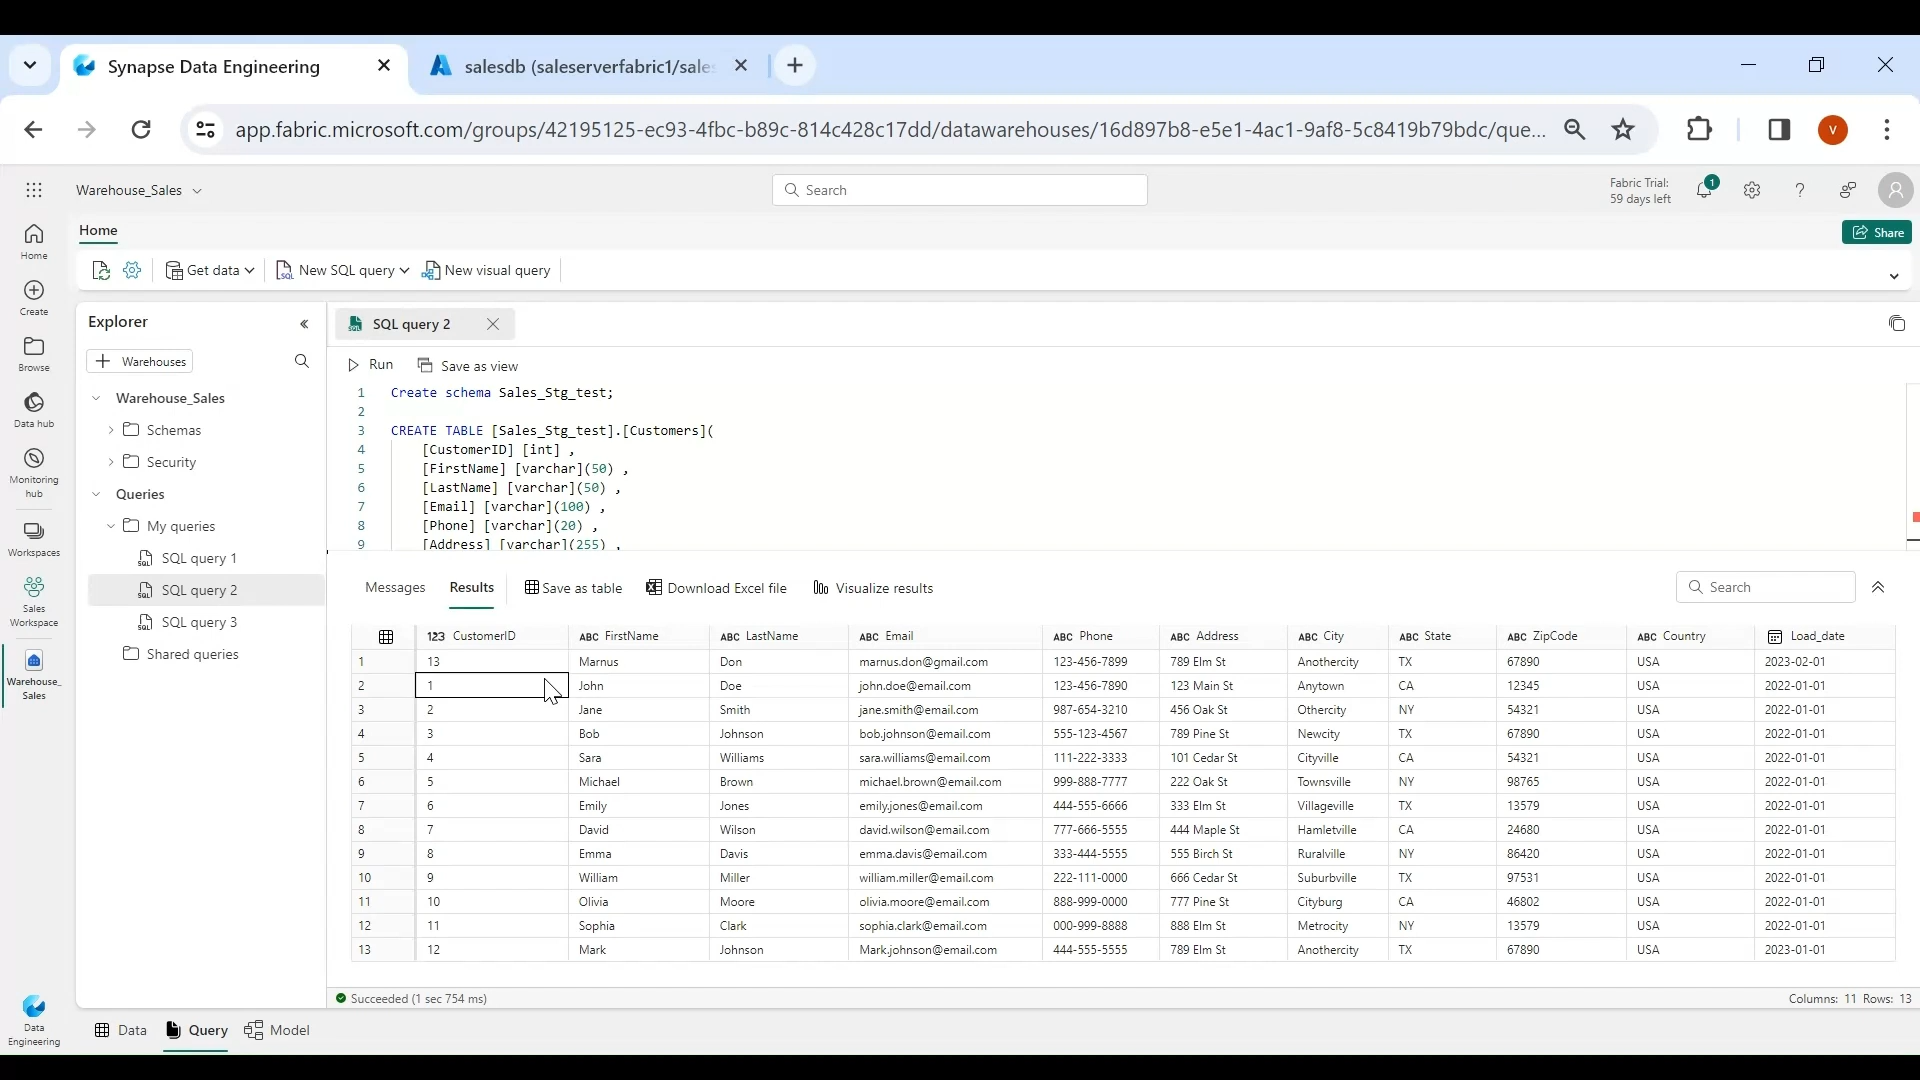 Synapse Data Engineering
salesdb (saleserverfabric1/sales
app.fabric.microsoft.com/groups/42195125-ec93-4fbc-b89c-814c428c17dd/datawarehouses/16d897b8-e5e1-4ac1-9af8-5c8419b79bdc/que...
V
Warehouse_Sales
Search
Fabric Trial:
59 days left
1
Home
Share
Get data
New SQL query
New visual query
Home
Create
Browse
Data hub
Monitoring
hub
Workspaces
Sales
Workspace
Warehouse_
Sales
Data
Engineering
Explorer
Warehouses
Warehouse_Sales
Schemas
Security
Queries
My queries
SQL query 1
SQL query 2
SQL query 3
Shared queries
SQL query 2
Run
Save as view
1 Create schema Sales_Stg_test;
2
3 CREATE TABLE [Sales_Stg_test].[Customers](
4 [CustomerID] [int] ,
5 [FirstName] [varchar](50) ,
6 [LastName] [varchar](50) ,
7 [Email] [varchar](100) ,
8 [Phone] [varchar](20) ,
9 [Address] [varchar](255) ,
Messages
Results
Save as table
Download Excel file
Visualize results
Search
123 CustomerID ABC FirstName ABC LastName ABC Email ABC Phone ABC Address ABC City ABC State ABC ZipCode ABC Country Load_date
1 13 Marnus Don marnus.don@gmail.com 123-456-7899 789 Elm St Anothercity TX 67890 USA 2023-02-01
2 1 John Doe john.doe@email.com 123-456-7890 123 Main St Anytown CA 12345 USA 2022-01-01
3 2 Jane Smith jane.smith@email.com 987-654-3210 456 Oak St Othercity NY 54321 USA 2022-01-01
4 3 Bob Johnson bob.johnson@email.com 555-123-4567 789 Pine St Newcity TX 67890 USA 2022-01-01
5 4 Sara Williams sara.williams@email.com 111-222-3333 101 Cedar St Cityville CA 54321 USA 2022-01-01
6 5 Michael Brown michael.brown@email.com 999-888-7777 222 Oak St Townsville NY 98765 USA 2022-01-01
7 6 Emily Jones emily.jones@email.com 444-555-6666 333 Elm St Villageville TX 13579 USA 2022-01-01
8 7 David Wilson david.wilson@email.com 777-666-5555 444 Maple St Hamletville CA 24680 USA 2022-01-01
9 8 Emma Davis emma.davis@email.com 333-444-5555 555 Birch St Ruralville NY 86420 USA 2022-01-01
10 9 William Miller william.miller@email.com 222-111-0000 666 Cedar St Suburbville TX 97531 USA 2022-01-01
11 10 Olivia Moore olivia.moore@email.com 888-999-0000 777 Pine St Cityburg CA 46802 USA 2022-01-01
12 11 Sophia Clark sophia.clark@email.com 000-999-8888 888 Elm St Metrocity NY 13579 USA 2022-01-01
13 12 Mark Johnson Mark.johnson@email.com 444-555-5555 789 Elm St Anothercity TX 67890 USA 2023-01-01
Succeeded (1 sec 754 ms)
Columns: 11 Rows: 13
Data
Query
Model